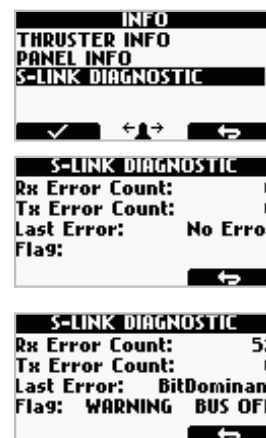 INFO
THRUSTER INFO
PANEL INFO
S-LINK DIAGNOSTIC
S-LINK DIAGNOSTIC
Rx Error Count:
Tx Error Count:
Last Error: No Erro
Flag:
S-LINK DIAGNOSTIC
Rx Error Count: 5
Tx Error Count:
Last Error: BitDominan
Flag: WARNING BUS OF